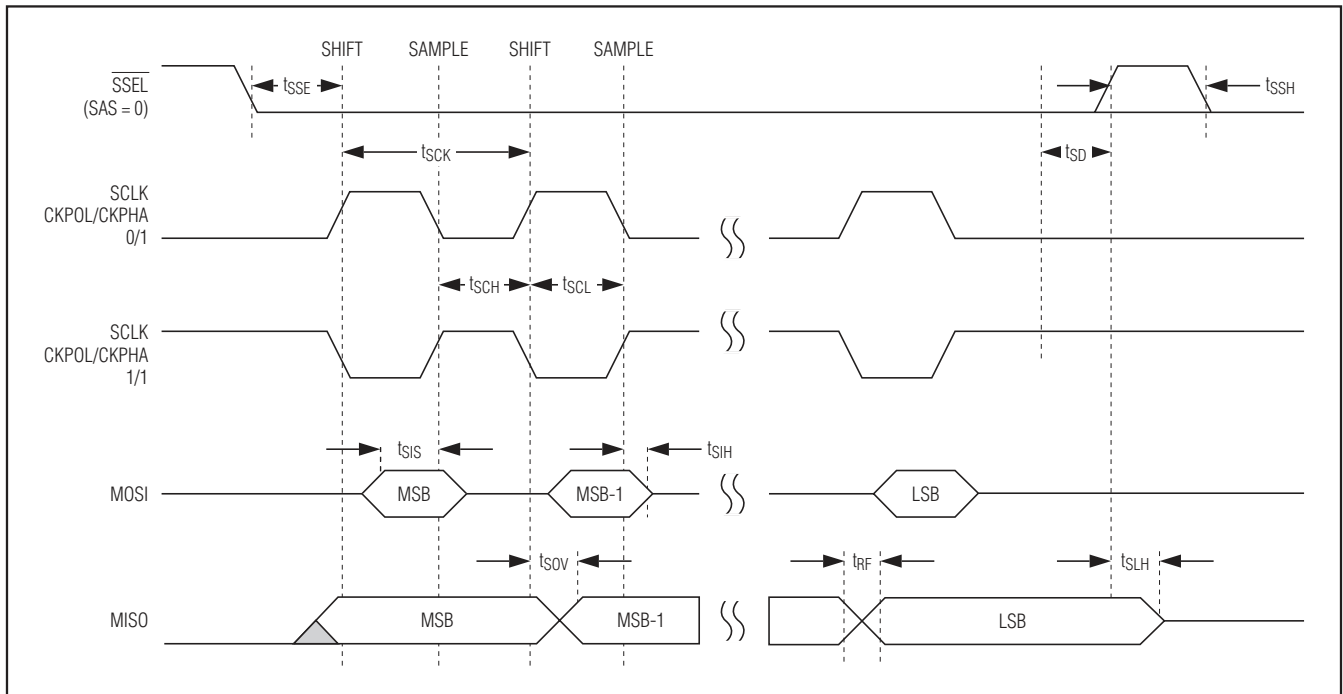 SHIFT SAMPLE SHIFT SAMPLE
SSEL
(SAS = 0)
tSSE
tSSH
tSCK
tSD
SCLK
CKPOL/CKPHA
0/1
tSCH tSCL
SCLK
CKPOL/CKPHA
1/1
tSIS tSIH
MOSI MSB MSB-1 LSB
tSOV tRF tSLH
MISO MSB MSB-1 LSB